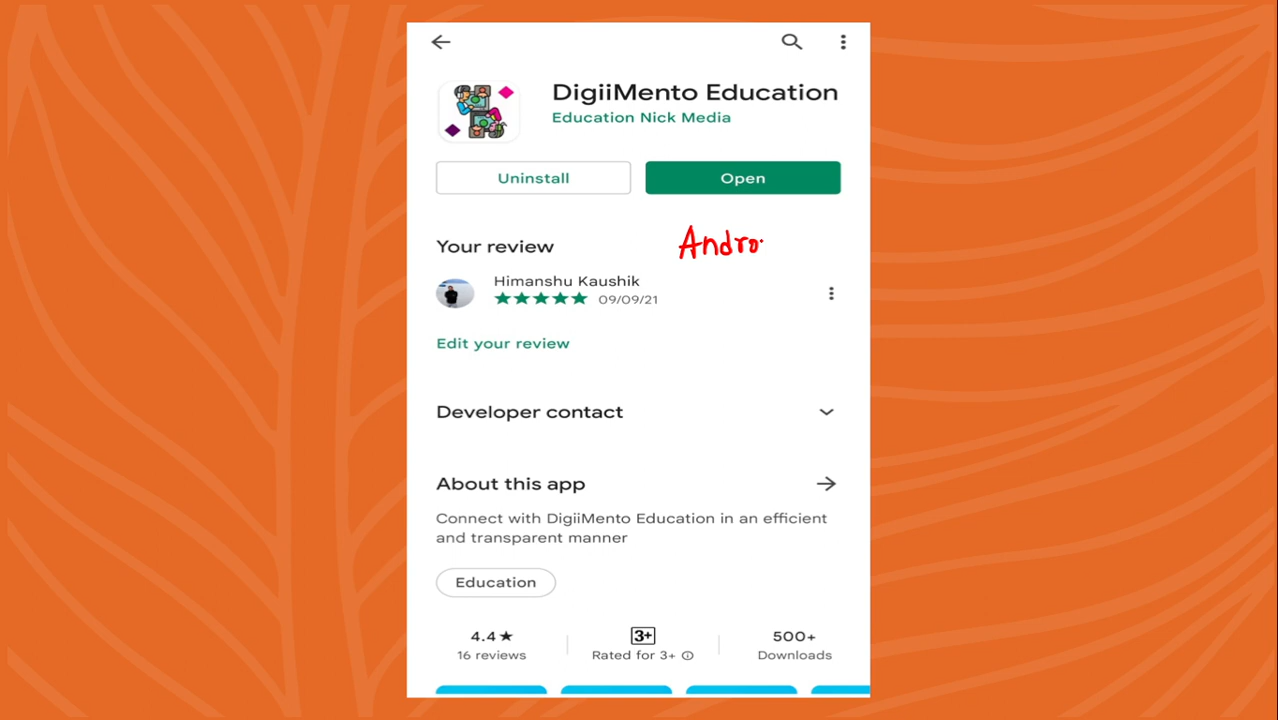 DigiiMento Education
Education Nick Media
Uninstall
Open
Your review
Andro
Himanshu Kaushik
09/09/21
Edit your review
Developer contact
About this app
Connect with DigiiMento Education in an efficient
and transparent manner
Education
4.4★ 3+ 500+
16 reviews Rated for 3+ Downloads